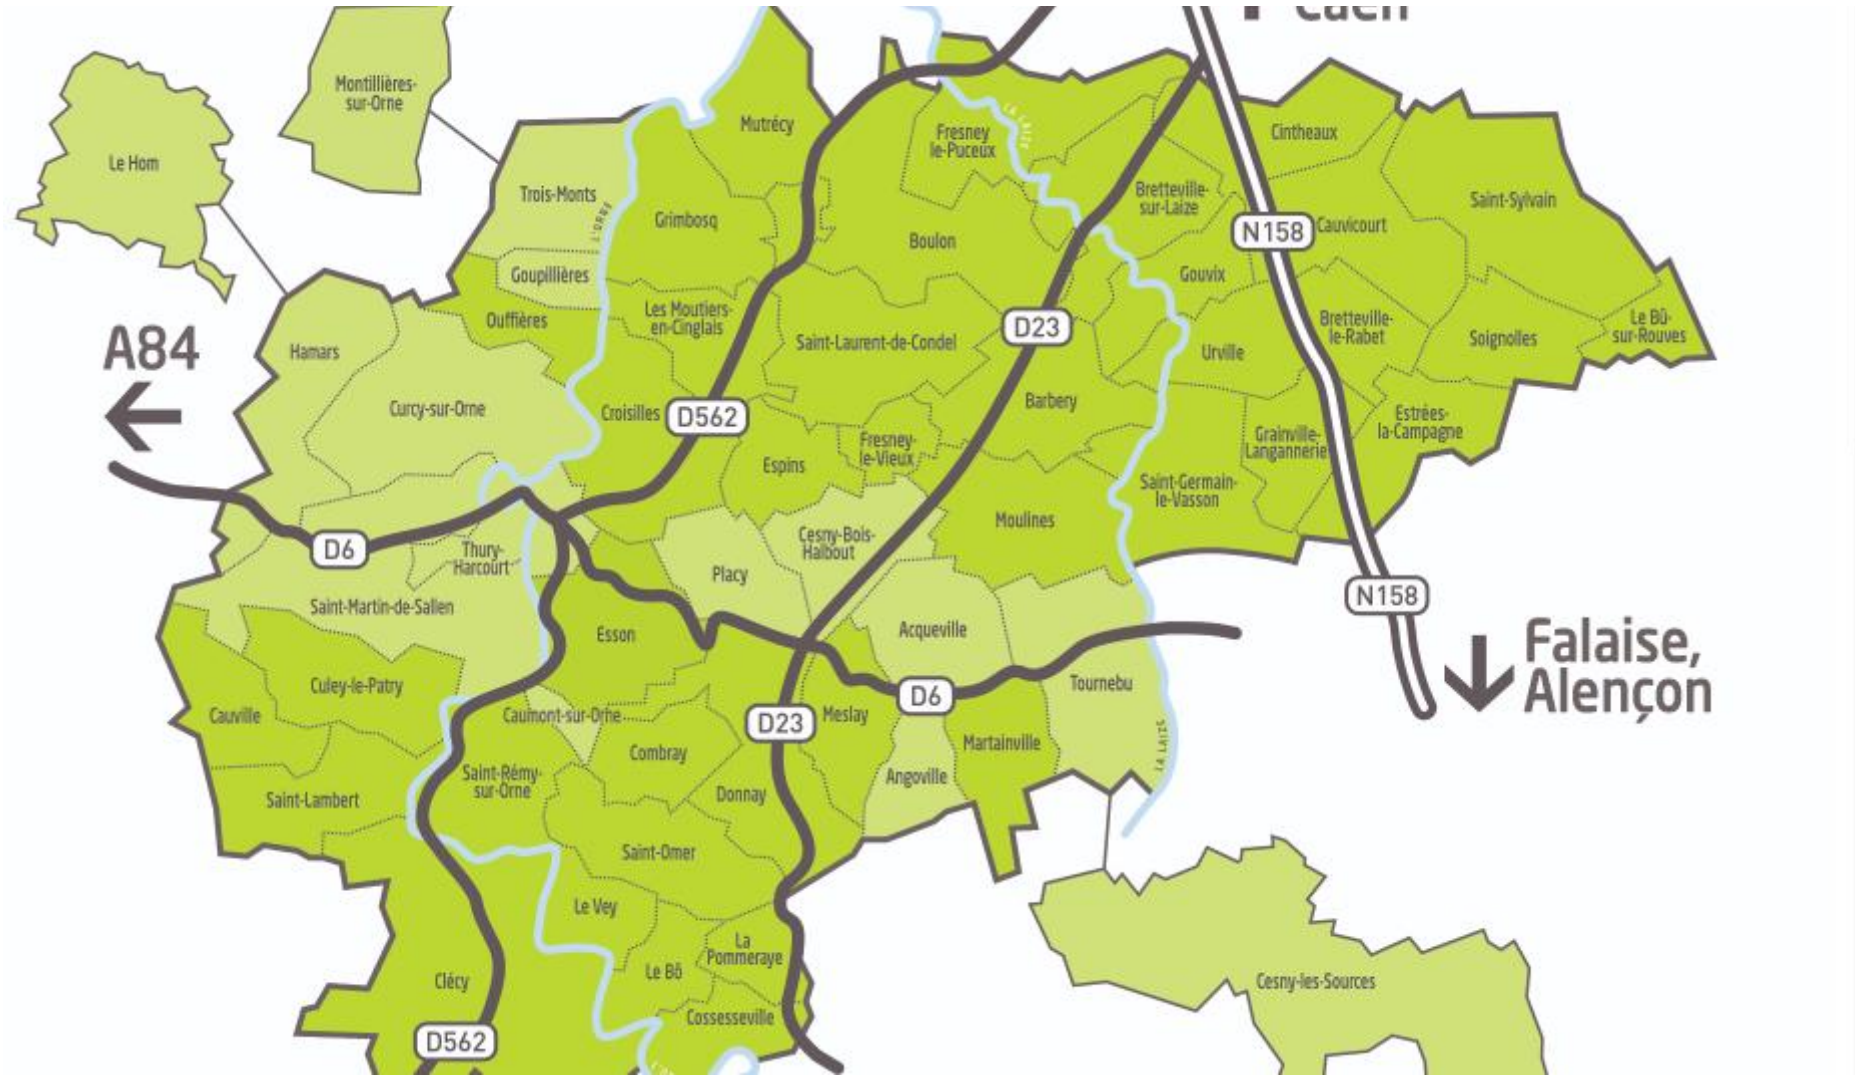 Caen
Montillières-
sur-Orne
Le Hom
Mutrécy
Fresney
le-Puceux
LA LAIZE
Cintheaux
Trois-Monts
Grimbosq
Bretteville-
sur-Laize
Saint-Sylvain
L'ORNE
Boulon
N158
Cauvicourt
Goupillières
Gouvix
Ouffières
Les Moutiers-
en-Cinglais
D23
Bretteville-
le-Rabet
Soignolles
Le Bû-
sur-Rouves
A84
Hamars
Saint-Laurent-de-Condel
Urville
Curcy-sur-Orne
Croisilles
D562
Barbery
Estrées-
la-Campagne
Espins
Fresney-
le-Vieux
Grainville-
Langannerie
Saint-Germain-
le-Vasson
D6
Thury-
Harcourt
Cesny-Bois-
Halbout
Moulines
Placy
N158
Saint-Martin-de-Sallen
Esson
Acqueville
Falaise,
Alençon
Culey-le-Patry
Cauville
Caumont-sur-Orne
D23
Meslay
D6
Tournebu
Combray
Martainville
LA LAIZE
Saint-Lambert
Saint-Rémy-
sur-Orne
Donnay
Angoville
Saint-Omer
Le Vey
La
Pommeraye
Le Bô
Clécy
Cesny-les-Sources
Cossesseville
D562